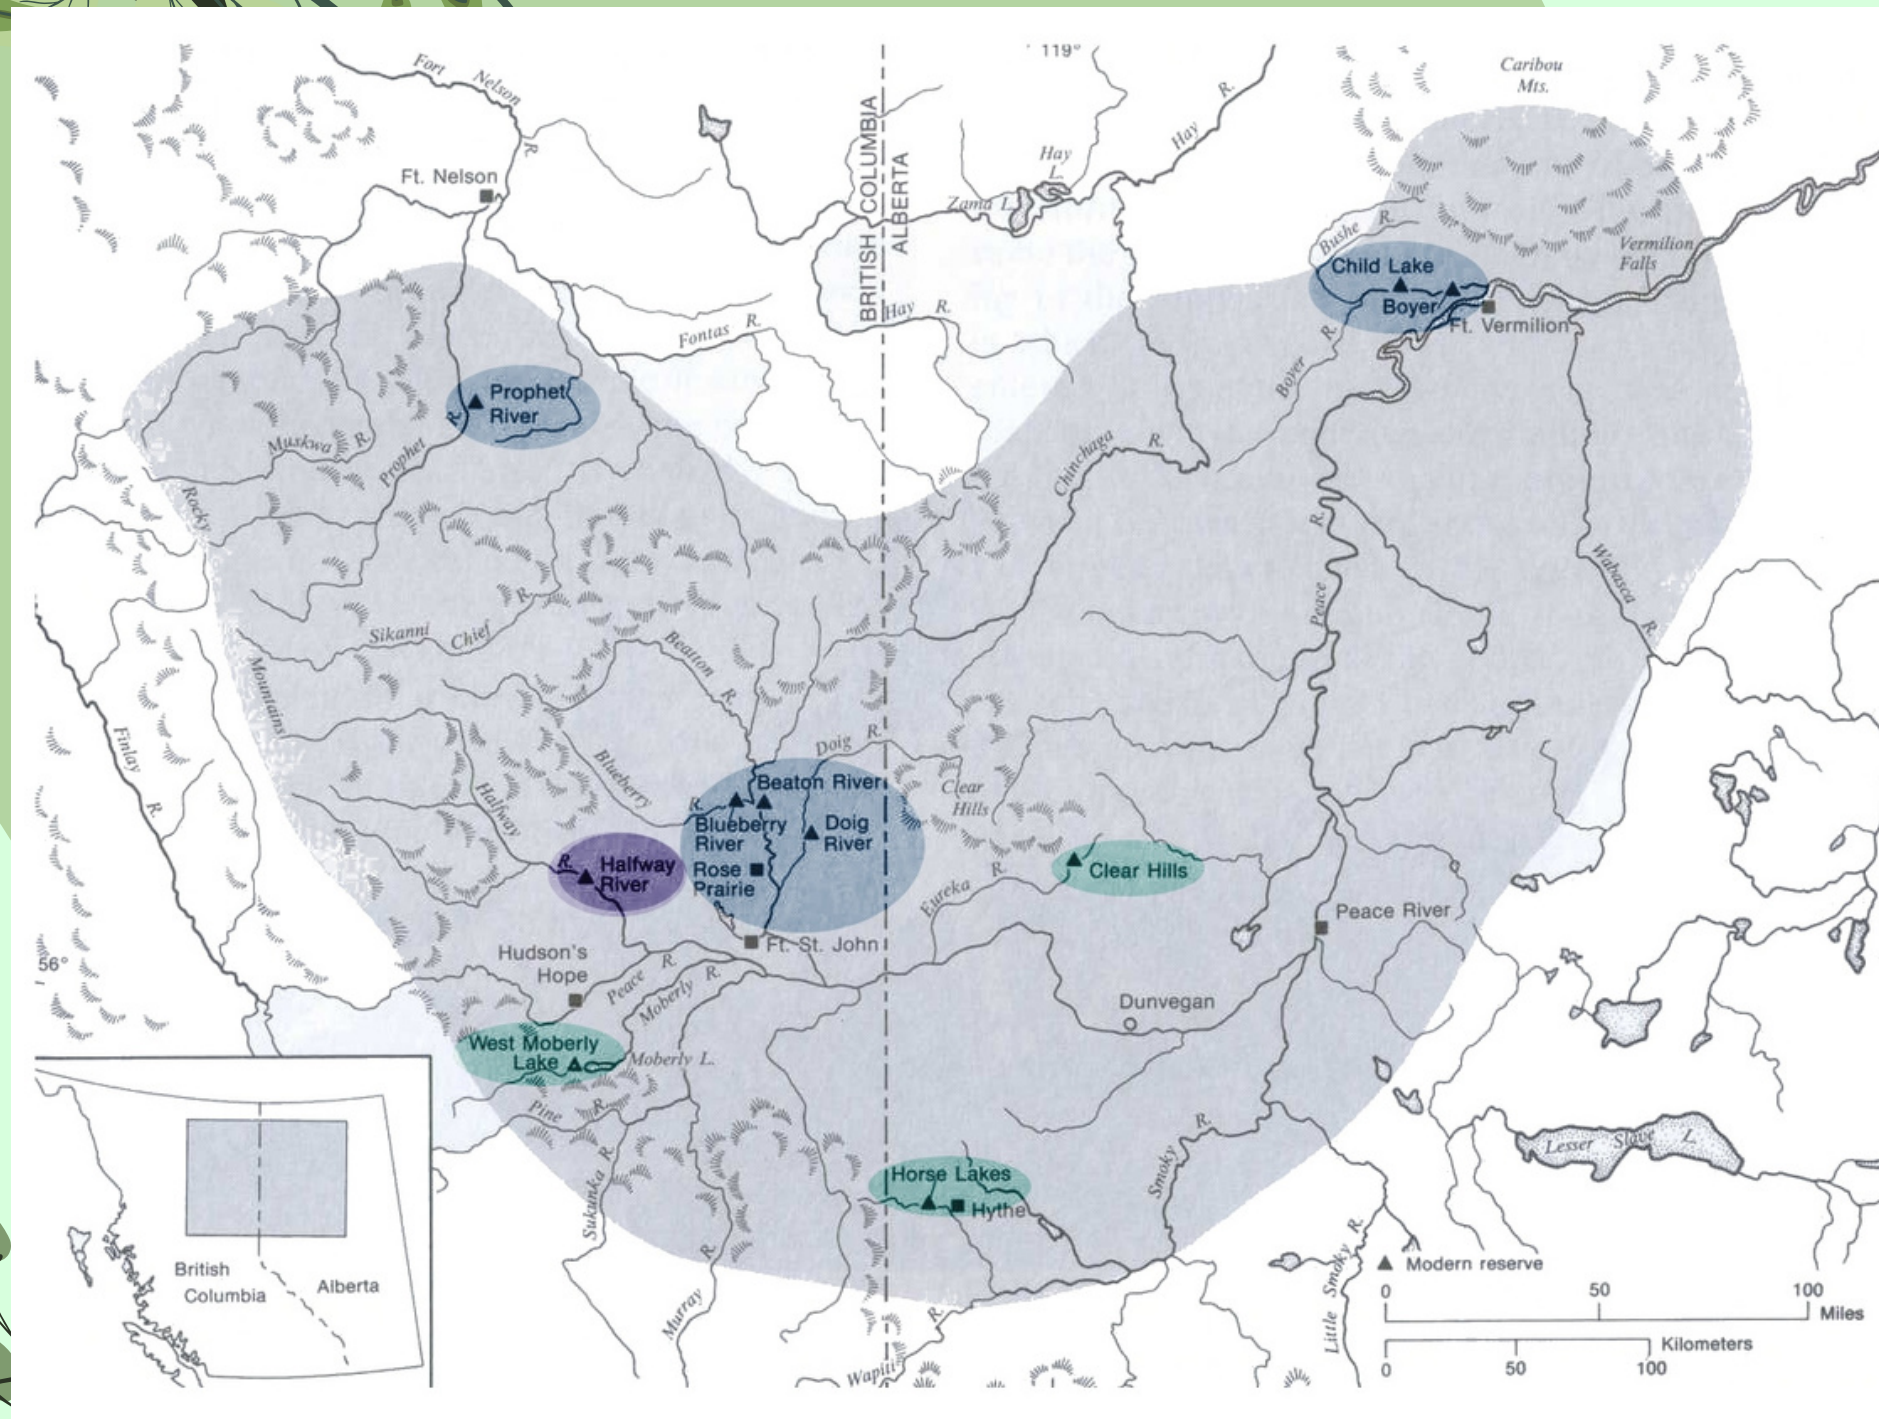 119°
Caribou
Mts.
Fort
Nelson
R.
Ft. Nelson
BRITISH COLUMBIA
ALBERTA
Hay
R.
Hay
L.
Zama L.
Bushe
R.
Vermilion
Falls
Child Lake
Boyer
Ft. Vermilion
Hay
R.
Fontas
R.
Boyer
R.
Prophet
River
R.
Muskwa
R.
Prophet
Chinchaga
R.
Rocky
Mountains
R.
Peace
Wabasca
R.
Sikanni
Chief
R.
Beatton
R.
Finlay
R.
Blueberry
R.
Halfway
R.
Doig
R.
Beaton River
Blueberry
River
Doig
River
Rose
Prairie
Clear
Hills
Halfway
River
Clear Hills
Eureka
R.
Peace River
Ft. St. John
Hudson's
Hope
56°
Peace
R.
Moberly
R.
Dunvegan
West Moberly
Lake
Moberly L.
Pine
R.
Sukunka
R.
Murray
R.
Horse Lakes
Hythe
Smoky
R.
Lesser
Slave
L.
Little
Smoky
R.
Wapiti
R.
British
Columbia
Alberta
Modern reserve
0
50
100
Miles
Kilometers
0
50
100